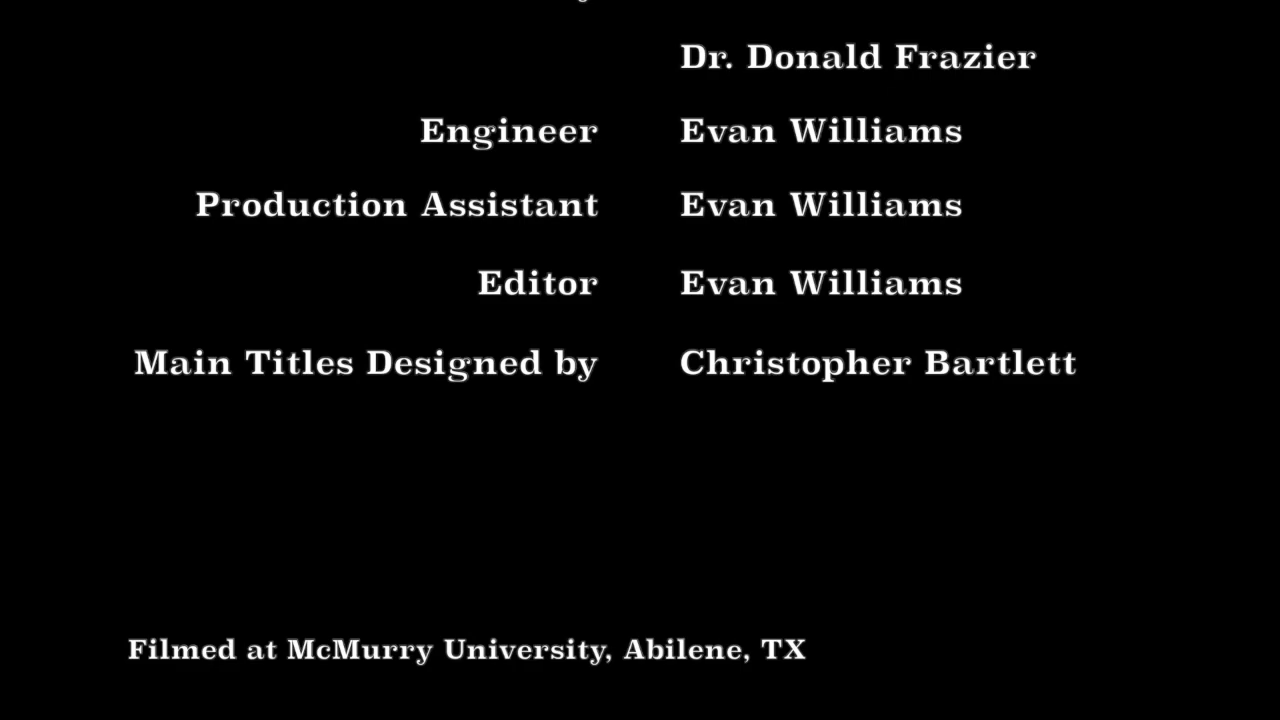 Dr. Donald Frazier
Engineer Evan Williams
Production Assistant Evan Williams
Editor Evan Williams
Main Titles Designed by Christopher Bartlett
Filmed at McMurry University, Abilene, TX